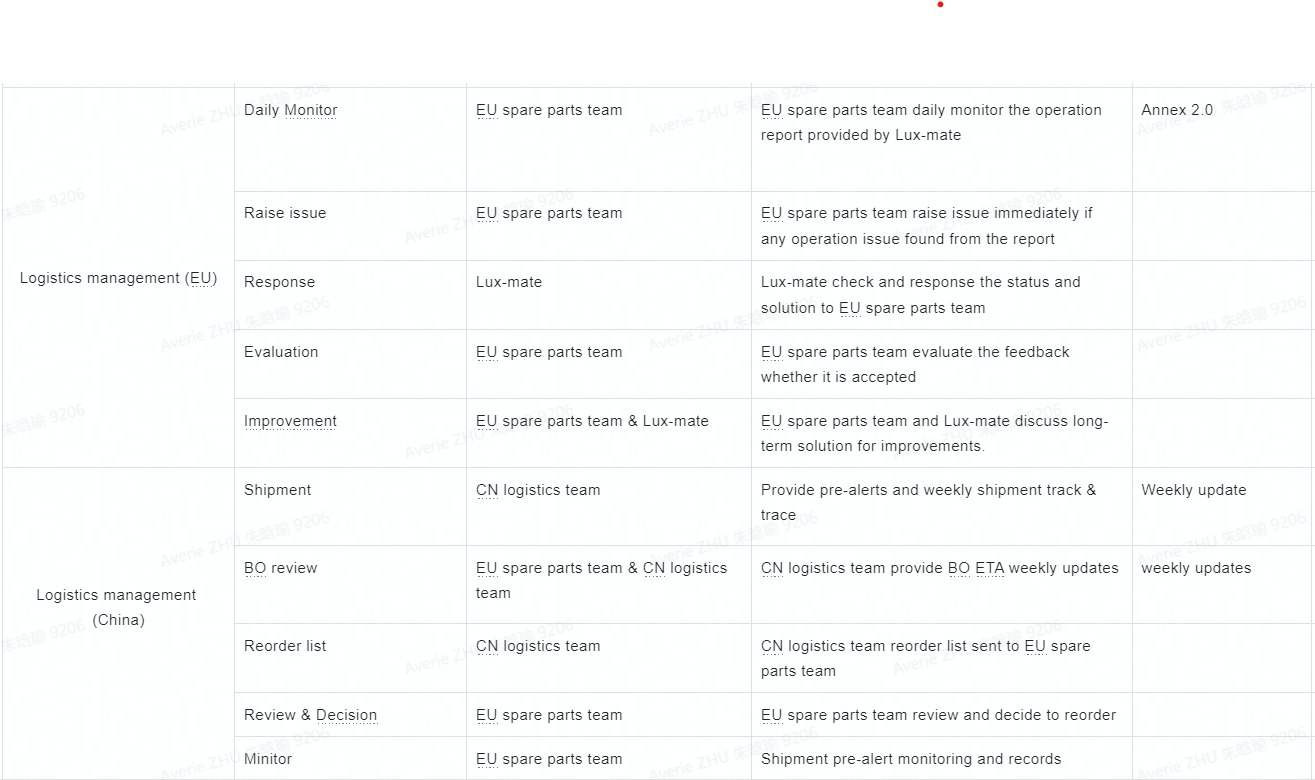 Daily Monitor
EU spare parts team
EU spare parts team daily monitor the operation
report provided by Lux-mate
Annex 2.0
Raise issue
EU spare parts team
EU spare parts team raise issue immediately if
any operation issue found from the report
Logistics management (EU)
Response
Lux-mate
Lux-mate check and response the status and
solution to EU spare parts team
Evaluation
EU spare parts team
EU spare parts team evaluate the feedback
whether it is accepted
Improvement
EU spare parts team & Lux-mate
EU spare parts team and Lux-mate discuss long-
term solution for improvements.
Shipment
CN logistics team
Provide pre-alerts and weekly shipment track &
trace
Weekly update
BO review
EU spare parts team & CN logistics
team
CN logistics team provide BO ETA weekly updates
weekly updates
Logistics management
(China)
Reorder list
CN logistics team
CN logistics team reorder list sent to EU spare
parts team
Review & Decision
EU spare parts team
EU spare parts team review and decide to reorder
Minitor
EU spare parts team
Shipment pre-alert monitoring and records
Averie ZHU 朱晗瑜 9206